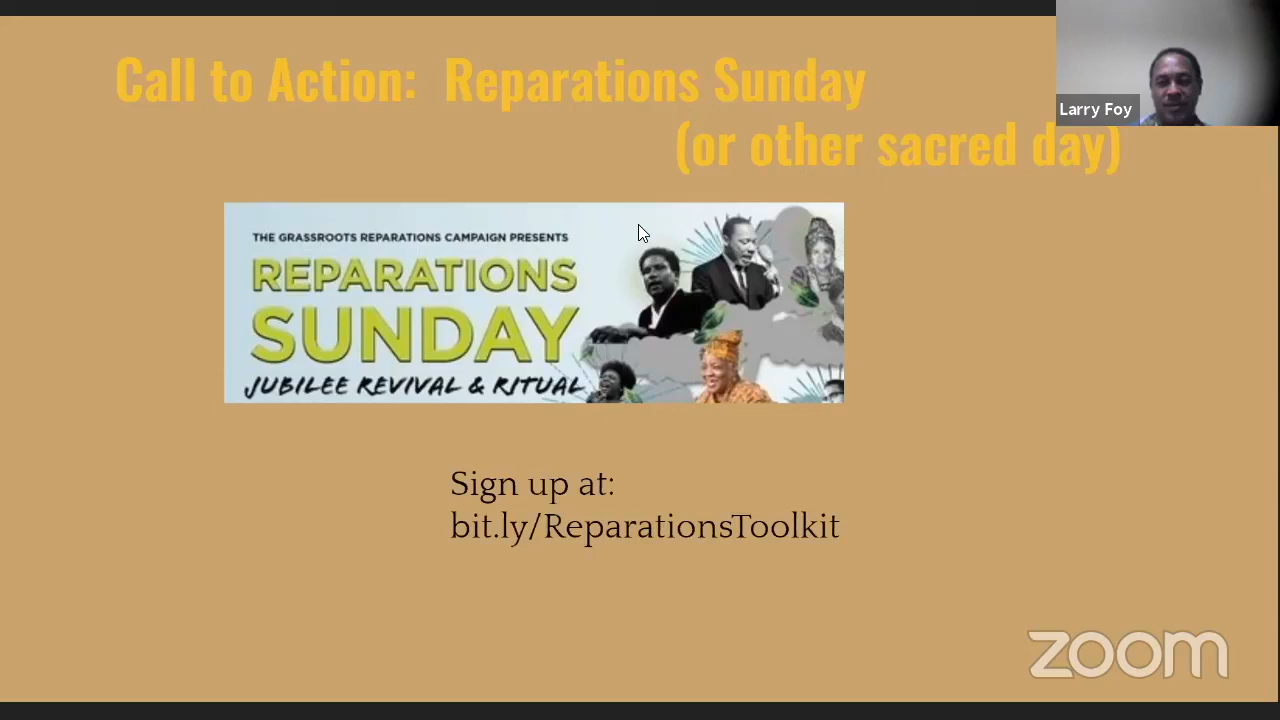 Call to Action: Reparations Sunday
(or other sacred day)
Larry Foy
THE GRASSROOTS REPARATIONS CAMPAIGN PRESENTS
REPARATIONS
SUNDAY
JUBILEE REVIVAL & RITUAL
Sign up at:
bit.ly/ReparationsToolkit
zoom